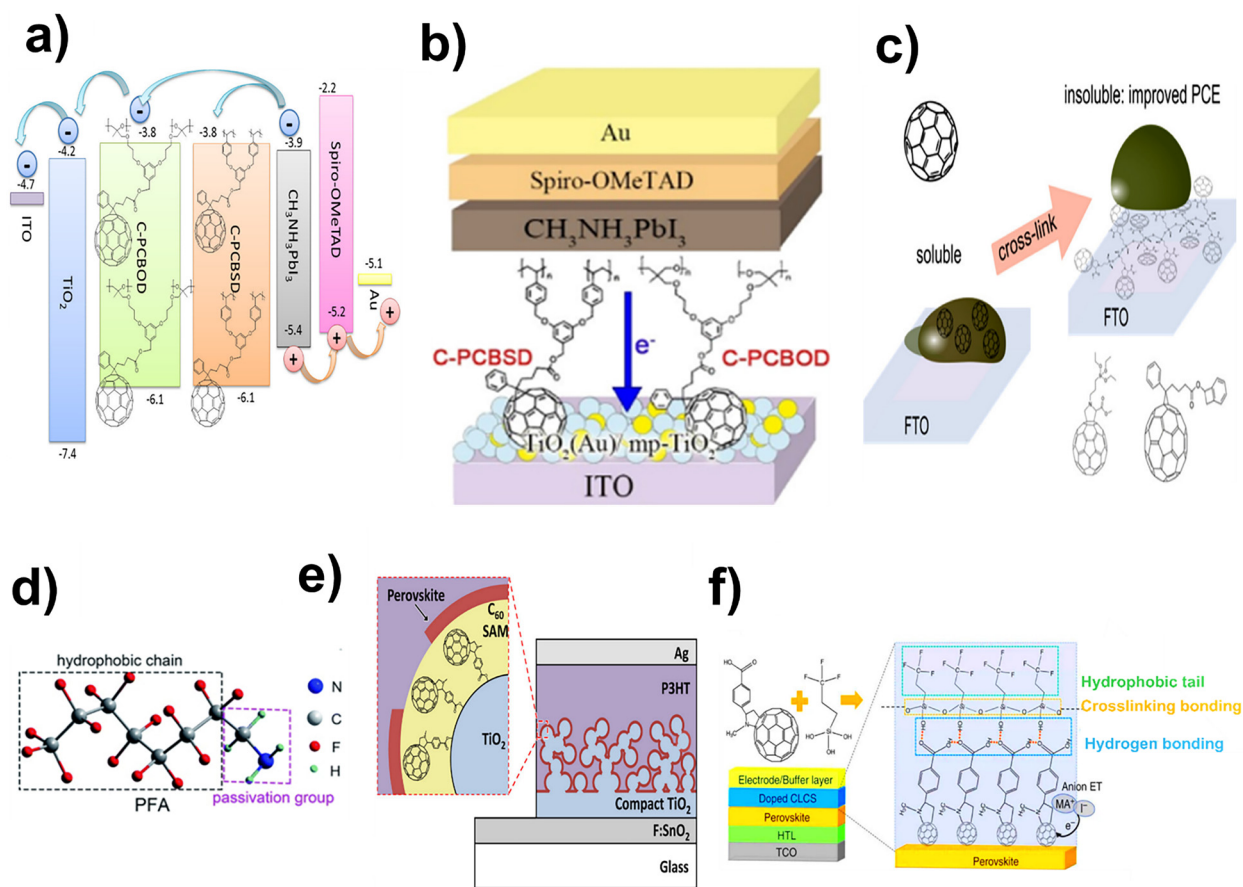 a)
-2.2
-3.8
-3.8
-3.9
-4.2
-4.7
ITO
TiO2
C-PCBOD
C-PCBSD
CH3NH3PbI3
Spiro-OMeTAD
-5.1
Au
-5.2
-5.4
-6.1
-6.1
-7.4
b)
Au
Spiro-OMeTAD
CH3NH3PbI3
C-PCBSD
e-
C-PCBOD
TiO2(Au)/ mp-TiO2
ITO
c)
insoluble: improved PCE
soluble
cross-link
FTO
FTO
d)
hydrophobic chain
N
C
F
H
PFA
passivation group
e)
Perovskite
C60
SAM
TiO2
Ag
P3HT
Compact TiO2
F:SnO2
Glass
f)
Hydrophobic tail
Crosslinking bonding
Hydrogen bonding
Electrode/Buffer layer
Doped CLCS
Perovskite
HTL
TCO
Anion ET
MA+
I-
e-
Perovskite